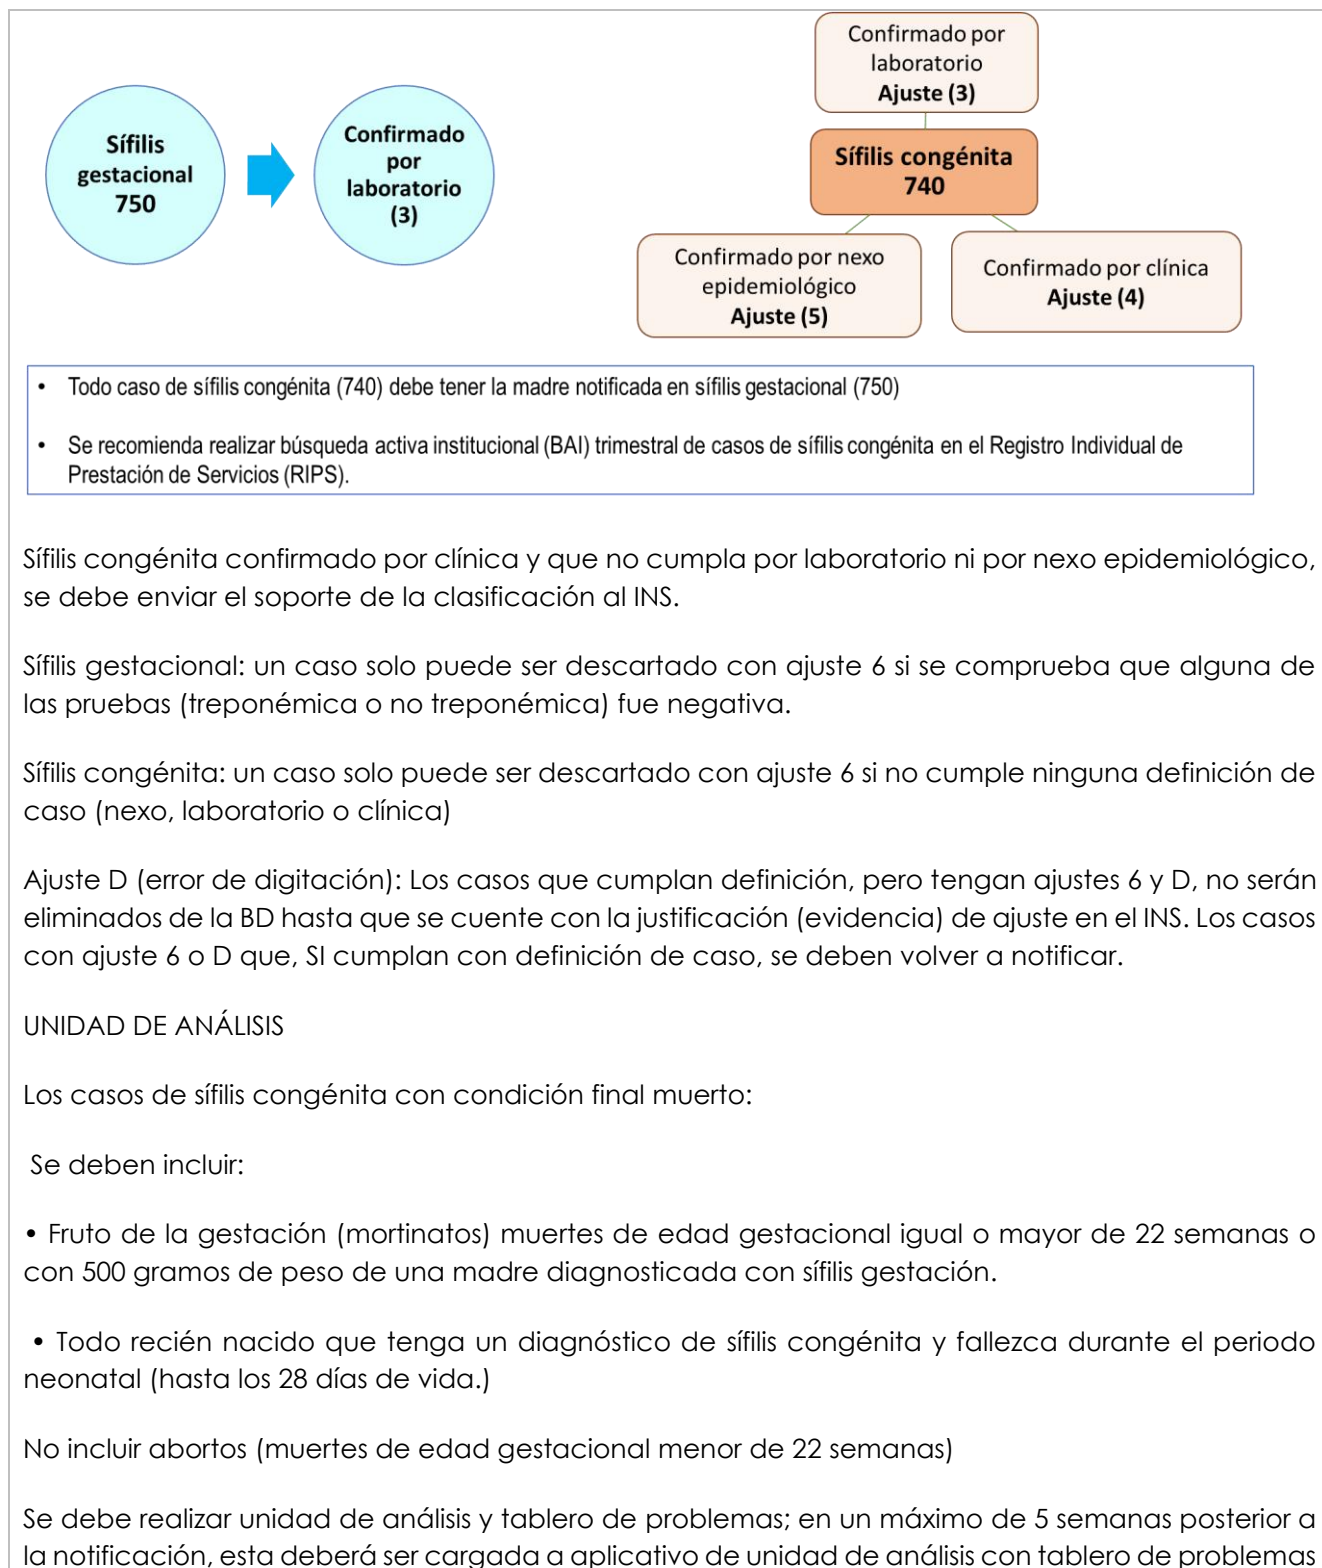 Sífilis
gestacional
750
Confirmado
por
laboratorio
(3)
Confirmado por
laboratorio
Ajuste (3)
Sífilis congénita
740
Confirmado por nexo
epidemiológico
Ajuste (5)
Confirmado por clínica
Ajuste (4)
• Todo caso de sífilis congénita (740) debe tener la madre notificada en sífilis gestacional (750)
• Se recomienda realizar búsqueda activa institucional (BAI) trimestral de casos de sífilis congénita en el Registro Individual de
Prestación de Servicios (RIPS).
Sífilis congénita confirmado por clínica y que no cumpla por laboratorio ni por nexo epidemiológico,
se debe enviar el soporte de la clasificación al INS.
Sífilis gestacional: un caso solo puede ser descartado con ajuste 6 si se comprueba que alguna de
las pruebas (treponémica o no treponémica) fue negativa.
Sífilis congénita: un caso solo puede ser descartado con ajuste 6 si no cumple ninguna definición de
caso (nexo, laboratorio o clínica)
Ajuste D (error de digitación): Los casos que cumplan definición, pero tengan ajustes 6 y D, no serán
eliminados de la BD hasta que se cuente con la justificación (evidencia) de ajuste en el INS. Los casos
con ajuste 6 o D que, SI cumplan con definición de caso, se deben volver a notificar.
UNIDAD DE ANÁLISIS
Los casos de sífilis congénita con condición final muerto:
Se deben incluir:
• Fruto de la gestación (mortinatos) muertes de edad gestacional igual o mayor de 22 semanas o
con 500 gramos de peso de una madre diagnosticada con sífilis gestación.
• Todo recién nacido que tenga un diagnóstico de sífilis congénita y fallezca durante el periodo
neonatal (hasta los 28 días de vida.)
No incluir abortos (muertes de edad gestacional menor de 22 semanas)
Se debe realizar unidad de análisis y tablero de problemas; en un máximo de 5 semanas posterior a
la notificación, esta deberá ser cargada a aplicativo de unidad de análisis con tablero de problemas